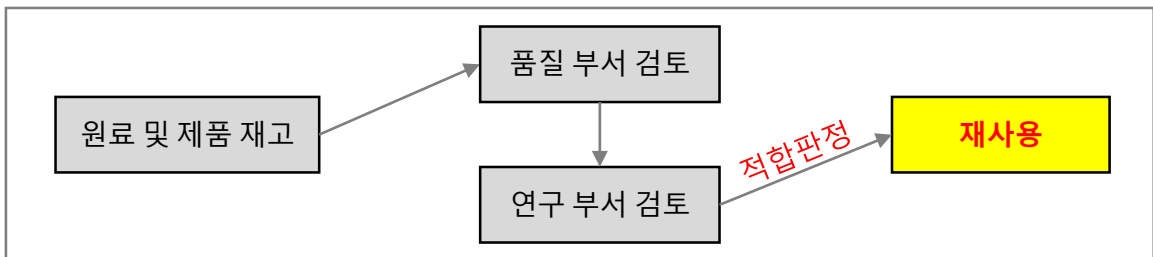 원료 및 제품 재고
품질 부서 검토
연구 부서 검토
적합판정
재사용